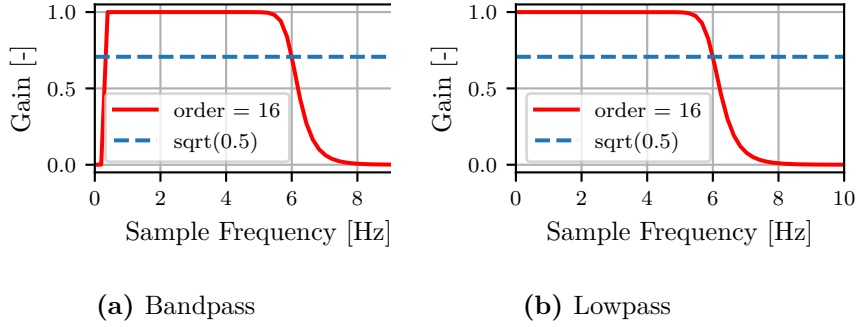 1.0
0.5
0.0
Gain [-]
order = 16
sqrt(0.5)
0 2 4 6 8
Sample Frequency [Hz]
(a) Bandpass
1.0
0.5
0.0
Gain [-]
order = 16
sqrt(0.5)
0 2 4 6 8 10
Sample Frequency [Hz]
(b) Lowpass